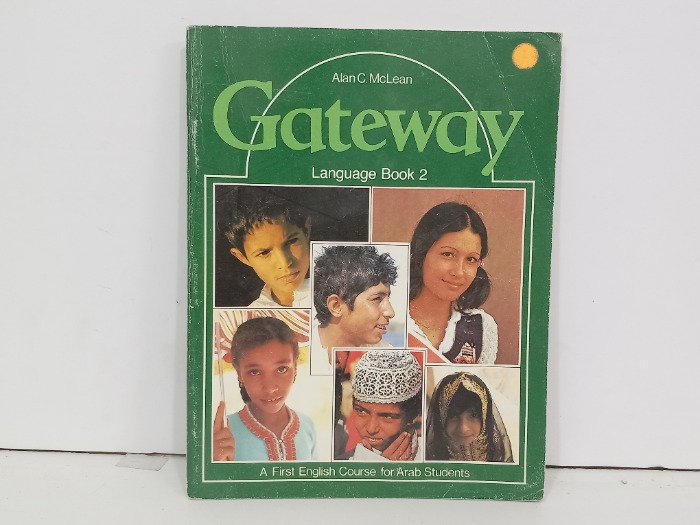 Alan C. McLean
Gateway
Language Book 2
A First English Course for Arab Students